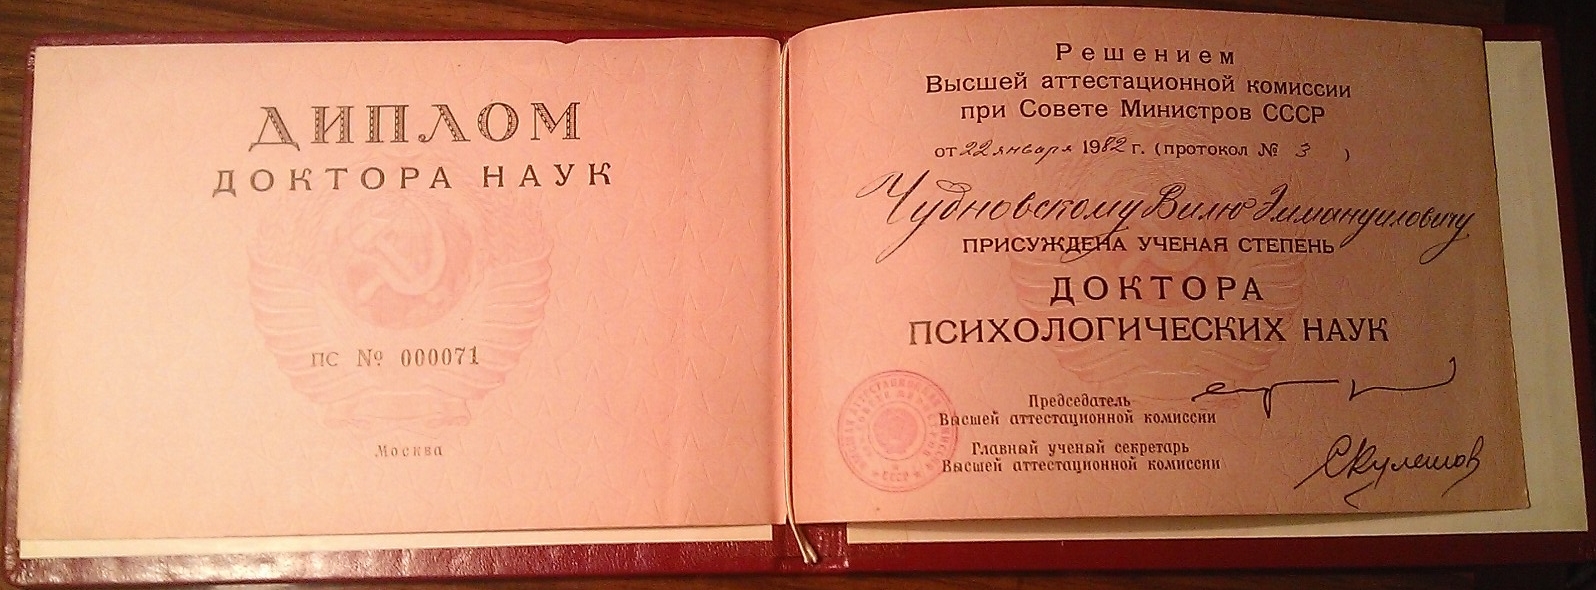 ДИПЛОМ
ДОКТОРА НАУК
ПС № 000071
Москва
Решением
Высшей аттестационной комиссии
при Совете Министров СССР
от 22 января 1982 г. (протокол № 3 )
Чудновскому Вилю Эммануиловичу
ПРИСУЖДЕНА УЧЕНАЯ СТЕПЕНЬ
ДОКТОРА
ПСИХОЛОГИЧЕСКИХ НАУК
Председатель
Высшей аттестационной комиссии
Главный ученый секретарь
Высшей аттестационной комиссии
СКулешов
СССР